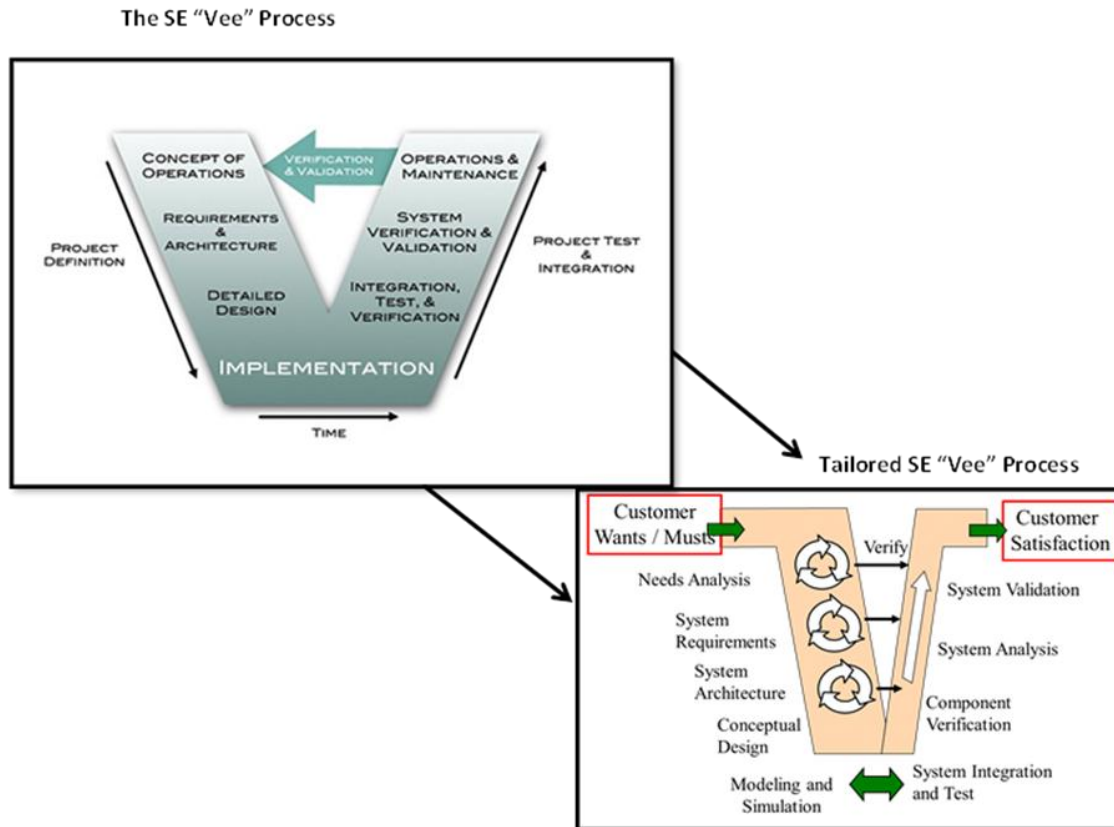 The SE “Vee” Process
CONCEPT OF
OPERATIONS
VERIFICATION
& VALIDATION
OPERATIONS &
MAINTENANCE
REQUIREMENTS
&
ARCHITECTURE
SYSTEM
VERIFICATION &
VALIDATION
PROJECT
DEFINITION
PROJECT TEST
&
INTEGRATION
DETAILED
DESIGN
INTEGRATION,
TEST, &
VERIFICATION
IMPLEMENTATION
TIME
Tailored SE “Vee” Process
Customer
Wants / Musts
Verify
Customer
Satisfaction
Needs Analysis
System Validation
System
Requirements
System Analysis
System
Architecture
Component
Verification
Conceptual
Design
Modeling and
Simulation
System Integration
and Test